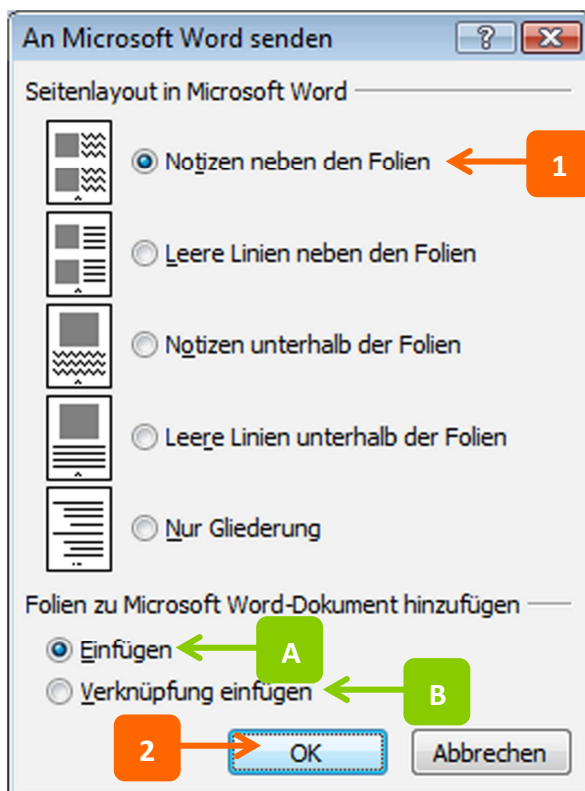 An Microsoft Word senden
Seitenlayout in Microsoft Word
Notizen neben den Folien
1
Leere Linien neben den Folien
Notizen unterhalb der Folien
Leere Linien unterhalb der Folien
Nur Gliederung
Folien zu Microsoft Word-Dokument hinzufügen
Einfügen
A
Verknüpfung einfügen
B
2
OK
Abbrechen